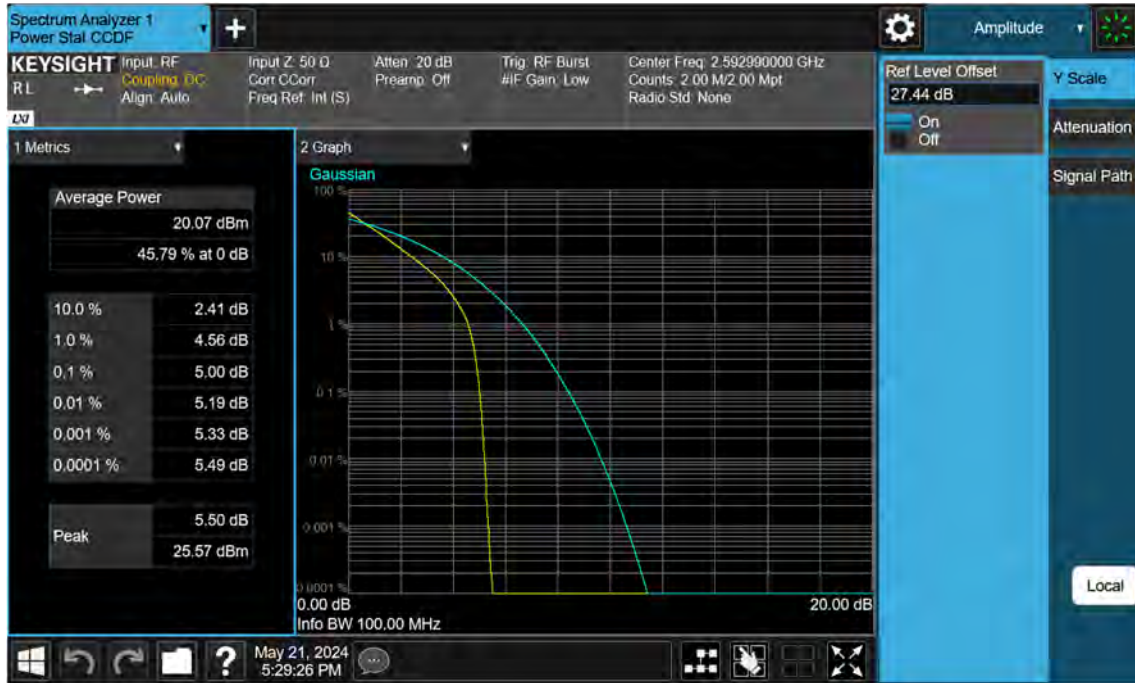 Spectrum Analyzer 1
Power Stat CCDF
+
Amplitude
KEYSIGHT
Input: RF
Coupling: DC
Align: Auto
Input Z: 50 Ω
Corr CCorr
Freq Ref: Int (S)
Atten: 20 dB
Preamp: Off
Trig: RF Burst
#IF Gain: Low
Center Freq: 2.592990000 GHz
Counts: 2.00 M/2.00 Mpt
Radio Std: None
R L
LXI
Ref Level Offset
27.44 dB
On
Off
Y Scale
Attenuation
Signal Path
1 Metrics
2 Graph
Average Power
20.07 dBm
45.79 % at 0 dB
10.0 % 2.41 dB
1.0 % 4.56 dB
0.1 % 5.00 dB
0.01 % 5.19 dB
0.001 % 5.33 dB
0.0001 % 5.49 dB
Peak
5.50 dB
25.57 dBm
Gaussian
100 %
10 %
1 %
0.1 %
0.01 %
0.001 %
0.0001 %
0.00 dB
20.00 dB
Info BW 100.00 MHz
Local
?
May 21, 2024
5:29:26 PM